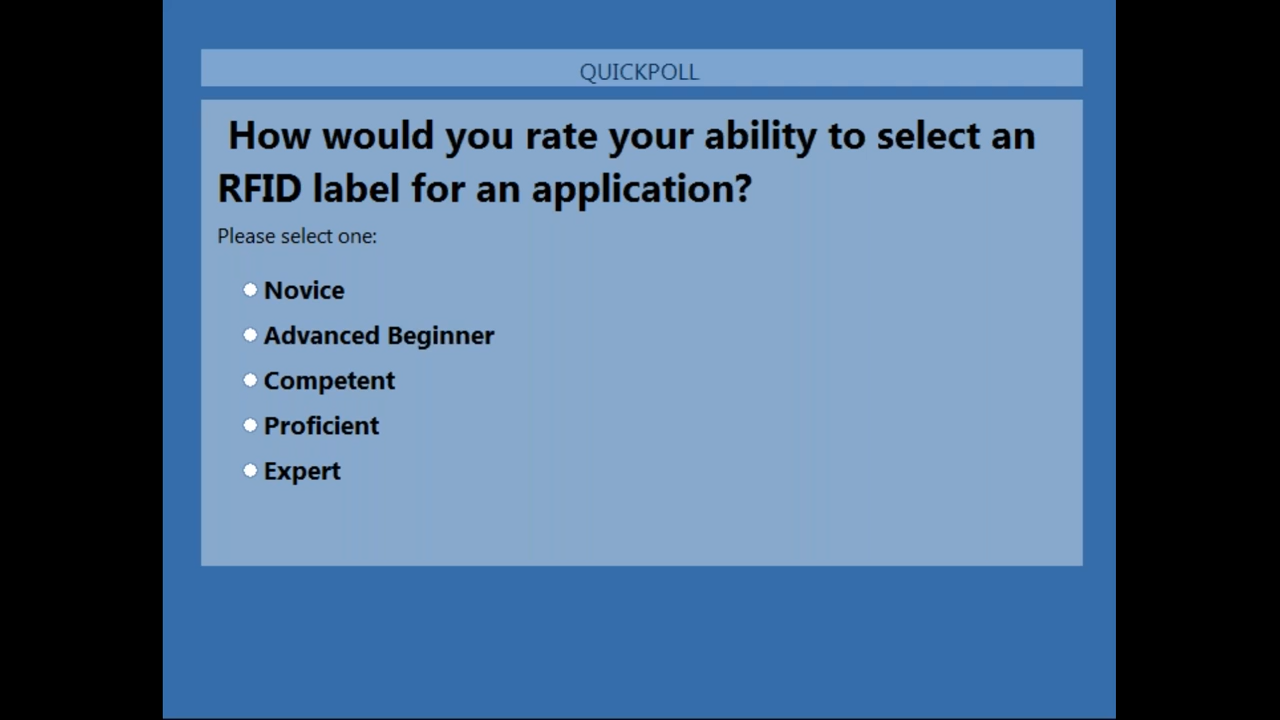 QUICKPOLL
How would you rate your ability to select an
RFID label for an application?
Please select one:
Novice
Advanced Beginner
Competent
Proficient
Expert